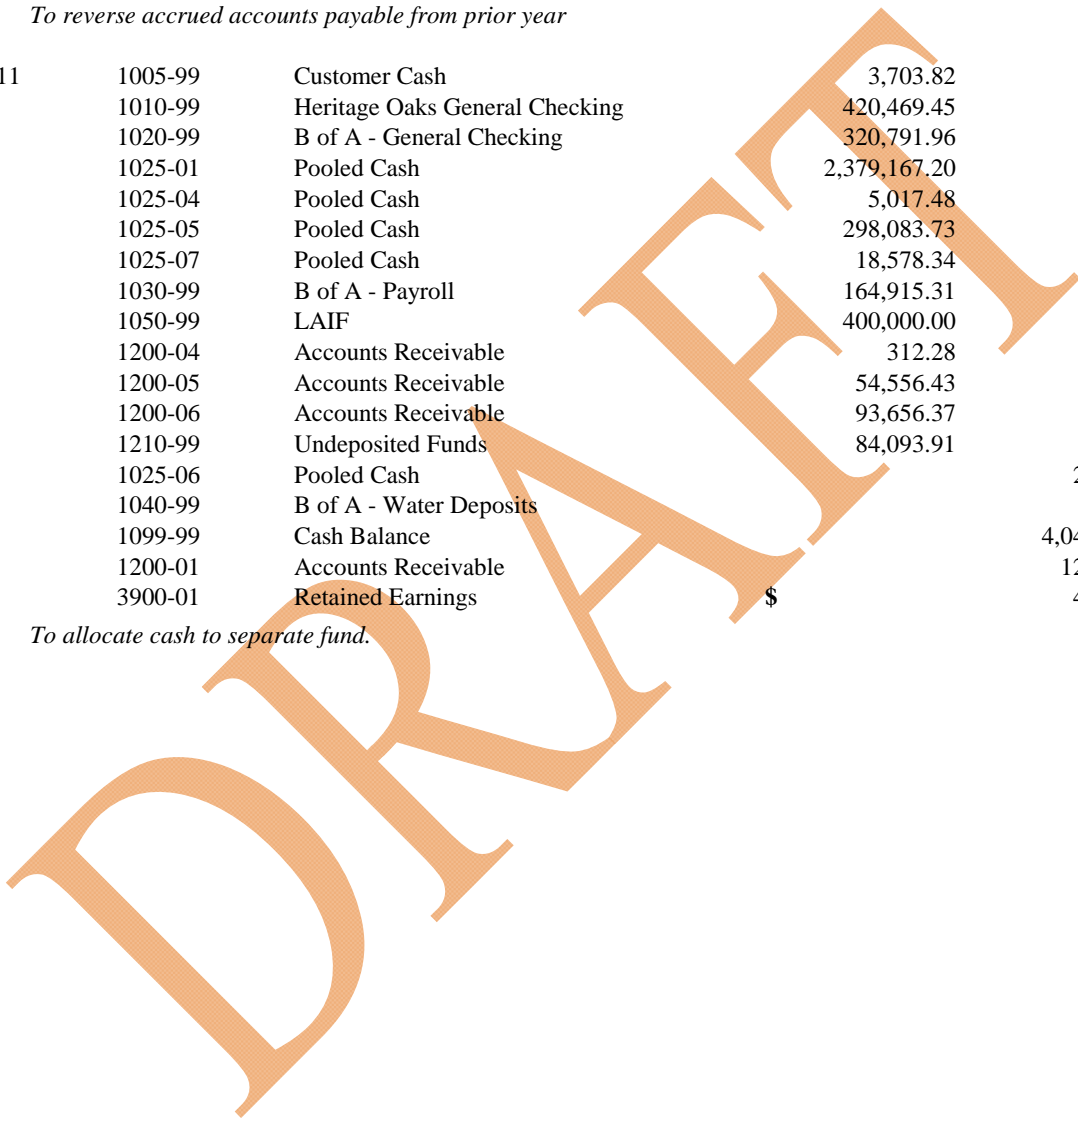 To reverse accrued accounts payable from prior year
11 1005-99 Customer Cash 3,703.82
1010-99 Heritage Oaks General Checking 420,469.45
1020-99 B of A - General Checking 320,791.96
1025-01 Pooled Cash 2,379,167.20
1025-04 Pooled Cash 5,017.48
1025-05 Pooled Cash 298,083.73
1025-07 Pooled Cash 18,578.34
1030-99 B of A - Payroll 164,915.31
1050-99 LAIF 400,000.00
1200-04 Accounts Receivable 312.28
1200-05 Accounts Receivable 54,556.43
1200-06 Accounts Receivable 93,656.37
1210-99 Undeposited Funds 84,093.91
1025-06 Pooled Cash 2
1040-99 B of A - Water Deposits
1099-99 Cash Balance 4,04
1200-01 Accounts Receivable 12
3900-01 Retained Earnings $ 4
To allocate cash to separate fund.
DRAFT